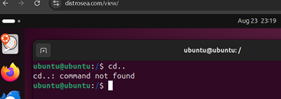 distrosea.com/view/
Aug 23 23:19
ubuntu@ubuntu: /
ubuntu@ubuntu:/$ cd..
cd..: command not found
ubuntu@ubuntu:/$